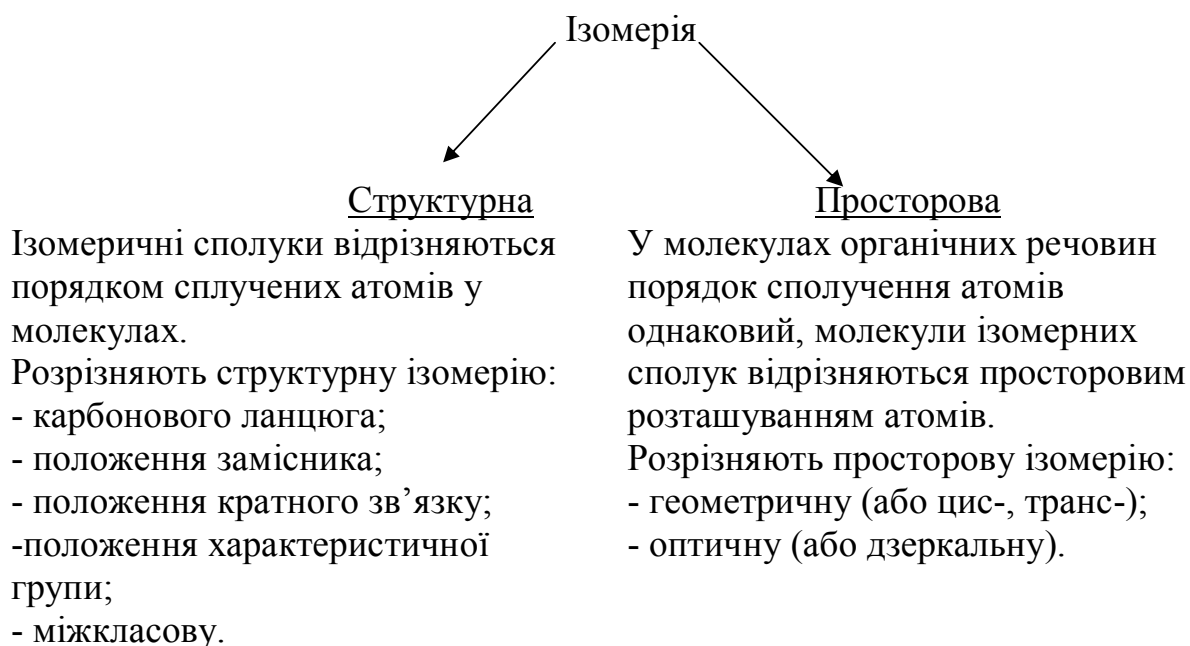 Ізомерія
Структурна
Ізомеричні сполуки відрізняються
порядком сплучених атомів у
молекулах.
Розрізняють структурну ізомерію:
- карбонового ланцюга;
- положення замісника;
- положення кратного зв’язку;
-положення характеристичної
групи;
- міжкласову.
Просторова
У молекулах органічних речовин
порядок сполучення атомів
однаковий, молекули ізомерних
сполук відрізняються просторовим
розташуванням атомів.
Розрізняють просторову ізомерію:
- геометричну (або цис-, транс-);
- оптичну (або дзеркальну).